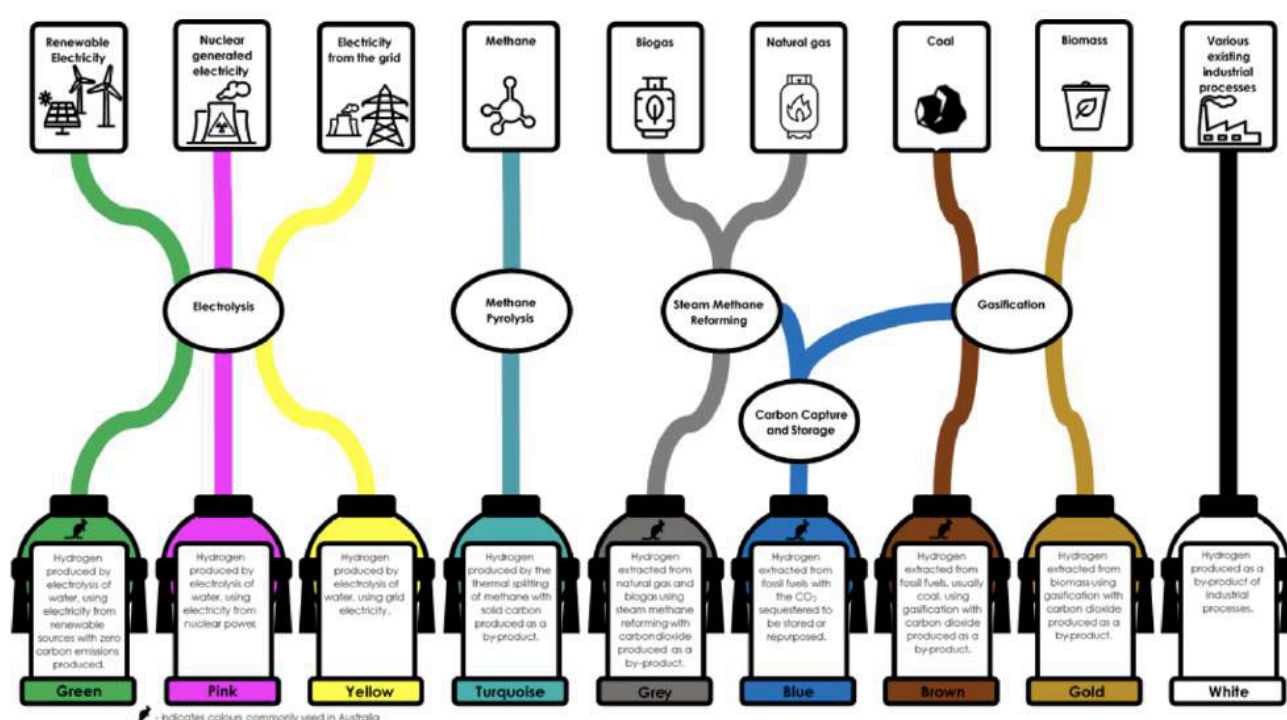 Renewable
Electricity
Nuclear
generated
electricity
Electricity
from the grid
Methane
Biogas
Natural gas
Coal
Biomass
Various
existing
industrial
processes
Electrolysis
Methane
Pyrolysis
Steam Methane
Reforming
Gasification
Carbon Capture
and Storage
Hydrogen
produced by
electrolysis of
water, using
electricity from
renewable
sources with zero
carbon emissions
produced.
Hydrogen
produced by
electrolysis of
water, using
electricity from
nuclear power.
Hydrogen
produced by
electrolysis of
water, using grid
electricity.
Hydrogen
produced by the
thermal splitting
of methane with
solid carbon
produced as a
by-product.
Hydrogen
extracted from
natural gas and
biogas using
steam methane
reforming with
carbon dioxide
produced as a
by-product.
Hydrogen
extracted from
fossil fuels with
the CO₂
sequestered to
be stored or
repurposed.
Hydrogen
extracted from
fossil fuels, usually
coal, using
gasification with
carbon dioxide
produced as a
by-product.
Hydrogen
extracted from
biomass using
gasification with
carbon dioxide
produced as a
by-product.
Hydrogen
produced as a
by-product of
industrial
processes.
Green
Pink
Yellow
Turquoise
Grey
Blue
Brown
Gold
White
- indicates colours commonly used in Australia